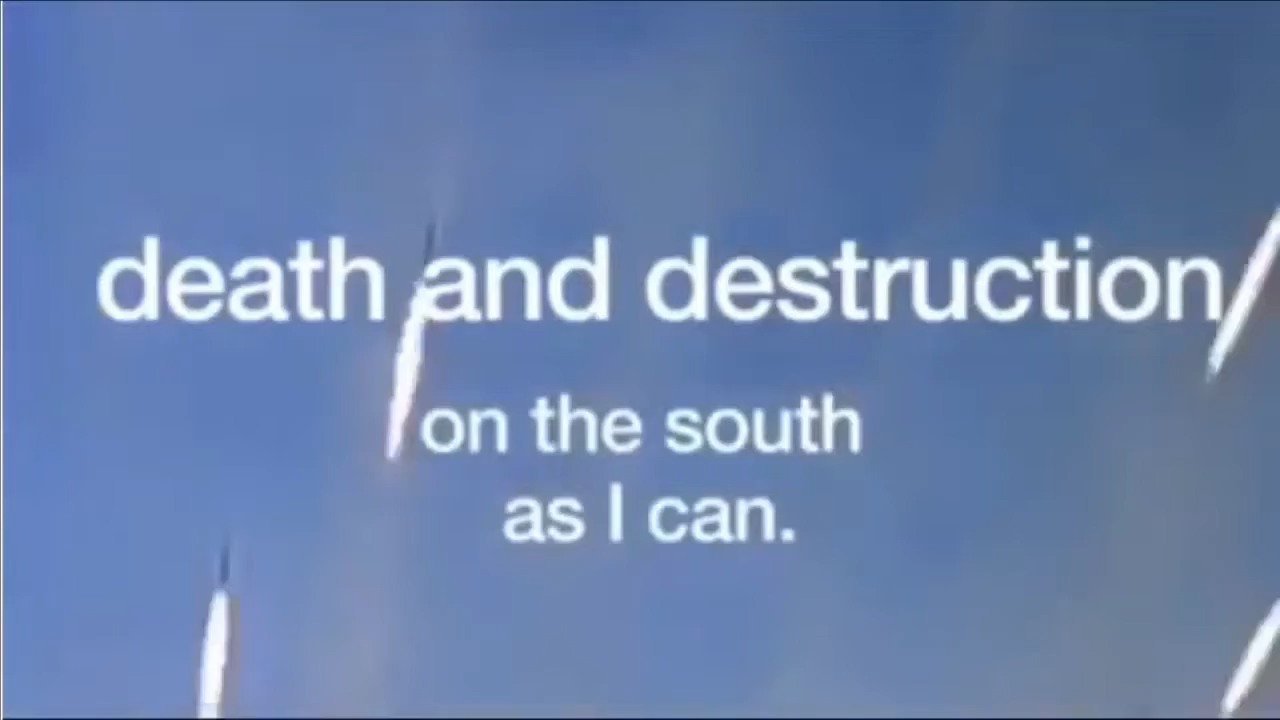 death and destruction
on the south
as I can.